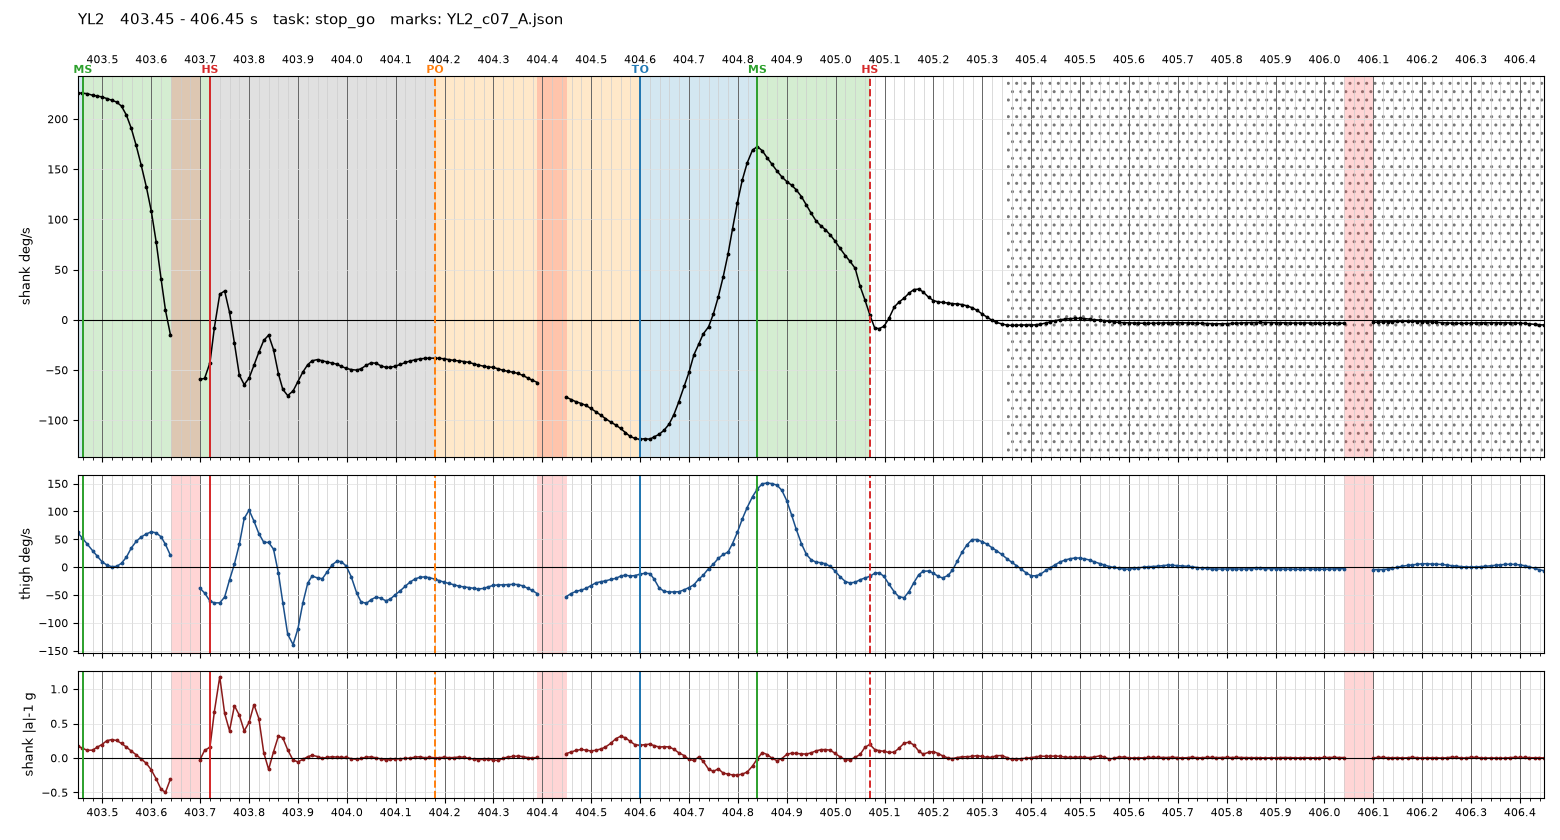 YL2   403.45 - 406.45 s   task: stop_go   marks: YL2_c07_A.json
403.5 403.6 403.7 403.8 403.9 404.0 404.1 404.2 404.3 404.4 404.5 404.6 404.7 404.8 404.9 405.0 405.1 405.2 405.3 405.4 405.5 405.6 405.7 405.8 405.9 406.0 406.1 406.2 406.3 406.4
MS HS PO TO MS HS
shank deg/s
200
150
100
50
0
−50
−100
thigh deg/s
150
100
50
0
−50
−100
−150
shank |a|-1 g
1.0
0.5
0.0
−0.5
403.5 403.6 403.7 403.8 403.9 404.0 404.1 404.2 404.3 404.4 404.5 404.6 404.7 404.8 404.9 405.0 405.1 405.2 405.3 405.4 405.5 405.6 405.7 405.8 405.9 406.0 406.1 406.2 406.3 406.4